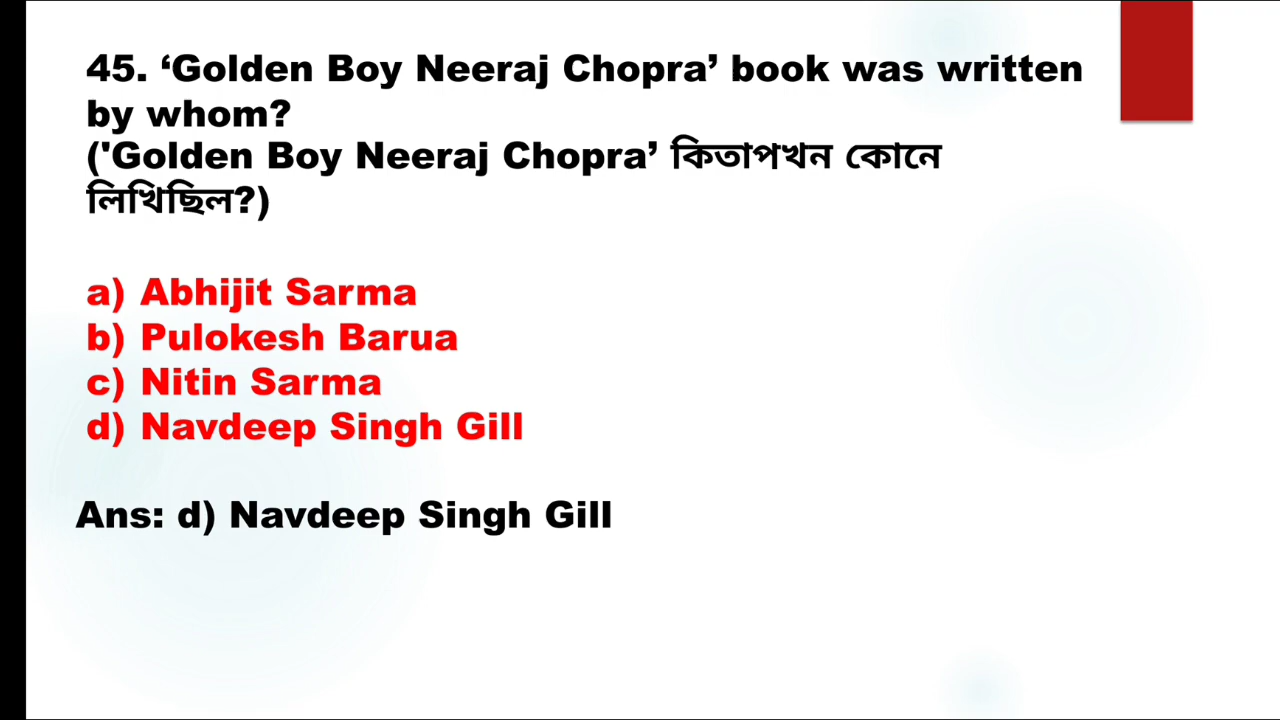 45. ‘Golden Boy Neeraj Chopra’ book was written
by whom?
('Golden Boy Neeraj Chopra’ কিতাপখন কোনে
লিখিছিল?)
a) Abhijit Sarma
b) Pulokesh Barua
c) Nitin Sarma
d) Navdeep Singh Gill
Ans: d) Navdeep Singh Gill